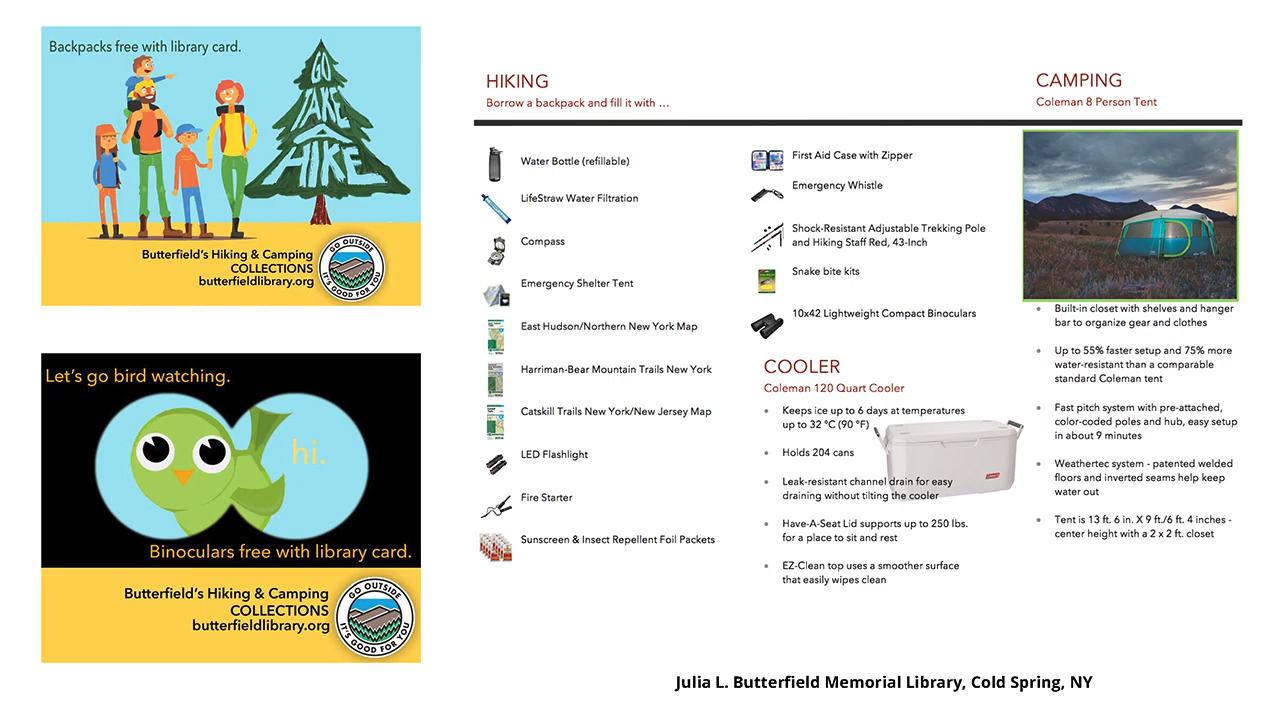 Backpacks free with library card.
GO
TAKE
A
HIKE
Butterfield's Hiking & Camping
COLLECTIONS
butterfieldlibrary.org
GO OUTSIDE
IT'S GOOD FOR YOU
Let's go bird watching.
hi.
Binoculars free with library card.
Butterfield's Hiking & Camping
COLLECTIONS
butterfieldlibrary.org
GO OUTSIDE
IT'S GOOD FOR YOU
HIKING
Borrow a backpack and fill it with …
Water Bottle (refillable)
LifeStraw Water Filtration
Compass
Emergency Shelter Tent
East Hudson/Northern New York Map
Harriman-Bear Mountain Trails New York
Catskill Trails New York/New Jersey Map
LED Flashlight
Fire Starter
Sunscreen & Insect Repellent Foil Packets
First Aid Case with Zipper
Emergency Whistle
Shock-Resistant Adjustable Trekking Pole
and Hiking Staff Red, 43-Inch
Snake bite kits
10x42 Lightweight Compact Binoculars
COOLER
Coleman 120 Quart Cooler
• Keeps ice up to 6 days at temperatures
up to 32 °C (90 °F)
• Holds 204 cans
• Leak-resistant channel drain for easy
draining without tilting the cooler
• Have-A-Seat Lid supports up to 250 lbs.
for a place to sit and rest
• EZ-Clean top uses a smoother surface
that easily wipes clean
CAMPING
Coleman 8 Person Tent
• Built-in closet with shelves and hanger
bar to organize gear and clothes
• Up to 55% faster setup and 75% more
water-resistant than a comparable
standard Coleman tent
• Fast pitch system with pre-attached,
color-coded poles and hub, easy setup
in about 9 minutes
• Weathertec system - patented welded
floors and inverted seams help keep
water out
• Tent is 13 ft. 6 in. X 9 ft./6 ft. 4 inches -
center height with a 2 x 2 ft. closet
Julia L. Butterfield Memorial Library, Cold Spring, NY